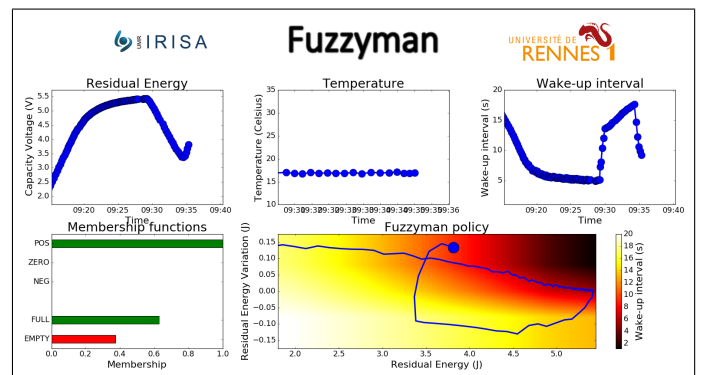 UMR IRISA
Fuzzyman
UNIVERSITÉ DE
RENNES 1
Residual Energy
Capacity Voltage (V)
5.5
5.0
4.5
4.0
3.5
3.0
2.5
2.0
09:20 09:25 09:30 09:35 09:40
Time
Temperature
Temperature (Celsius)
35
30
25
20
15
10
Time
Wake-up interval
Wake-up interval (s)
20
15
10
5
0
09:20 09:25 09:30 09:35 09:40
Time
Membership functions
POS
ZERO
NEG
FULL
EMPTY
0.0 0.2 0.4 0.6 0.8 1.0
Membership
Fuzzyman policy
Residual Energy Variation (J)
0.15
0.10
0.05
0.00
−0.05
−0.10
−0.15
2.0 2.5 3.0 3.5 4.0 4.5 5.0
Residual Energy (J)
20
18
16
14
12
10
8
6
4
2
Wake-up interval (s)